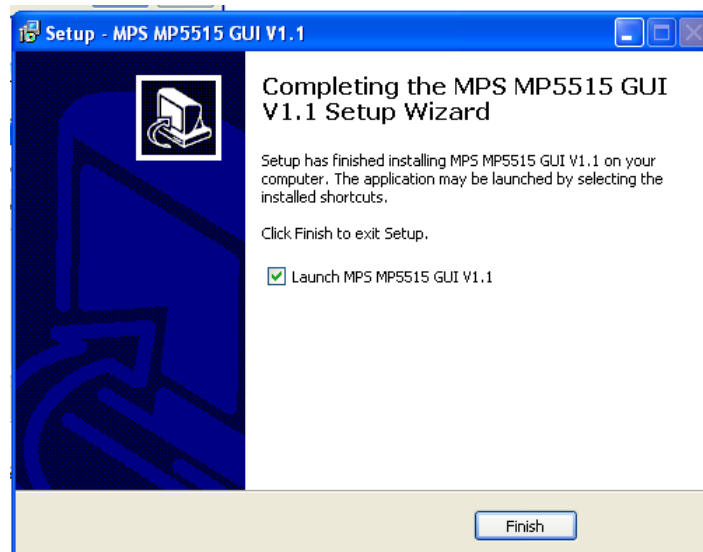 Setup - MPS MP5515 GUI V1.1
Completing the MPS MP5515 GUI
V1.1 Setup Wizard
Setup has finished installing MPS MP5515 GUI V1.1 on your
computer. The application may be launched by selecting the
installed shortcuts.
Click Finish to exit Setup.
Launch MPS MP5515 GUI V1.1
Finish